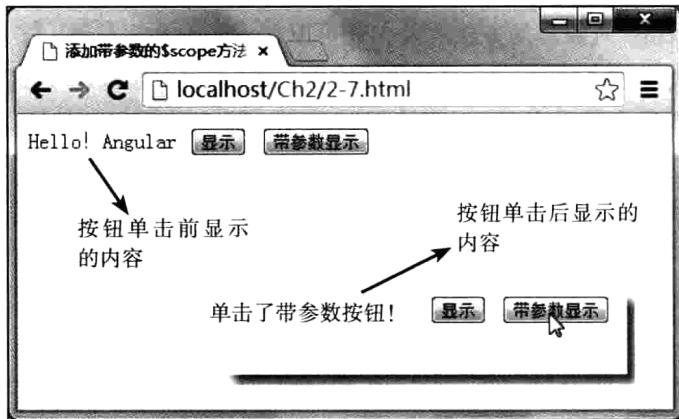 添加带参数的$scope方法 ×
localhost/Ch2/2-7.html
Hello! Angular 显示 带参数显示
按钮单击前显示
的内容
按钮单击后显示的
内容
单击了带参数按钮! 显示 带参数显示